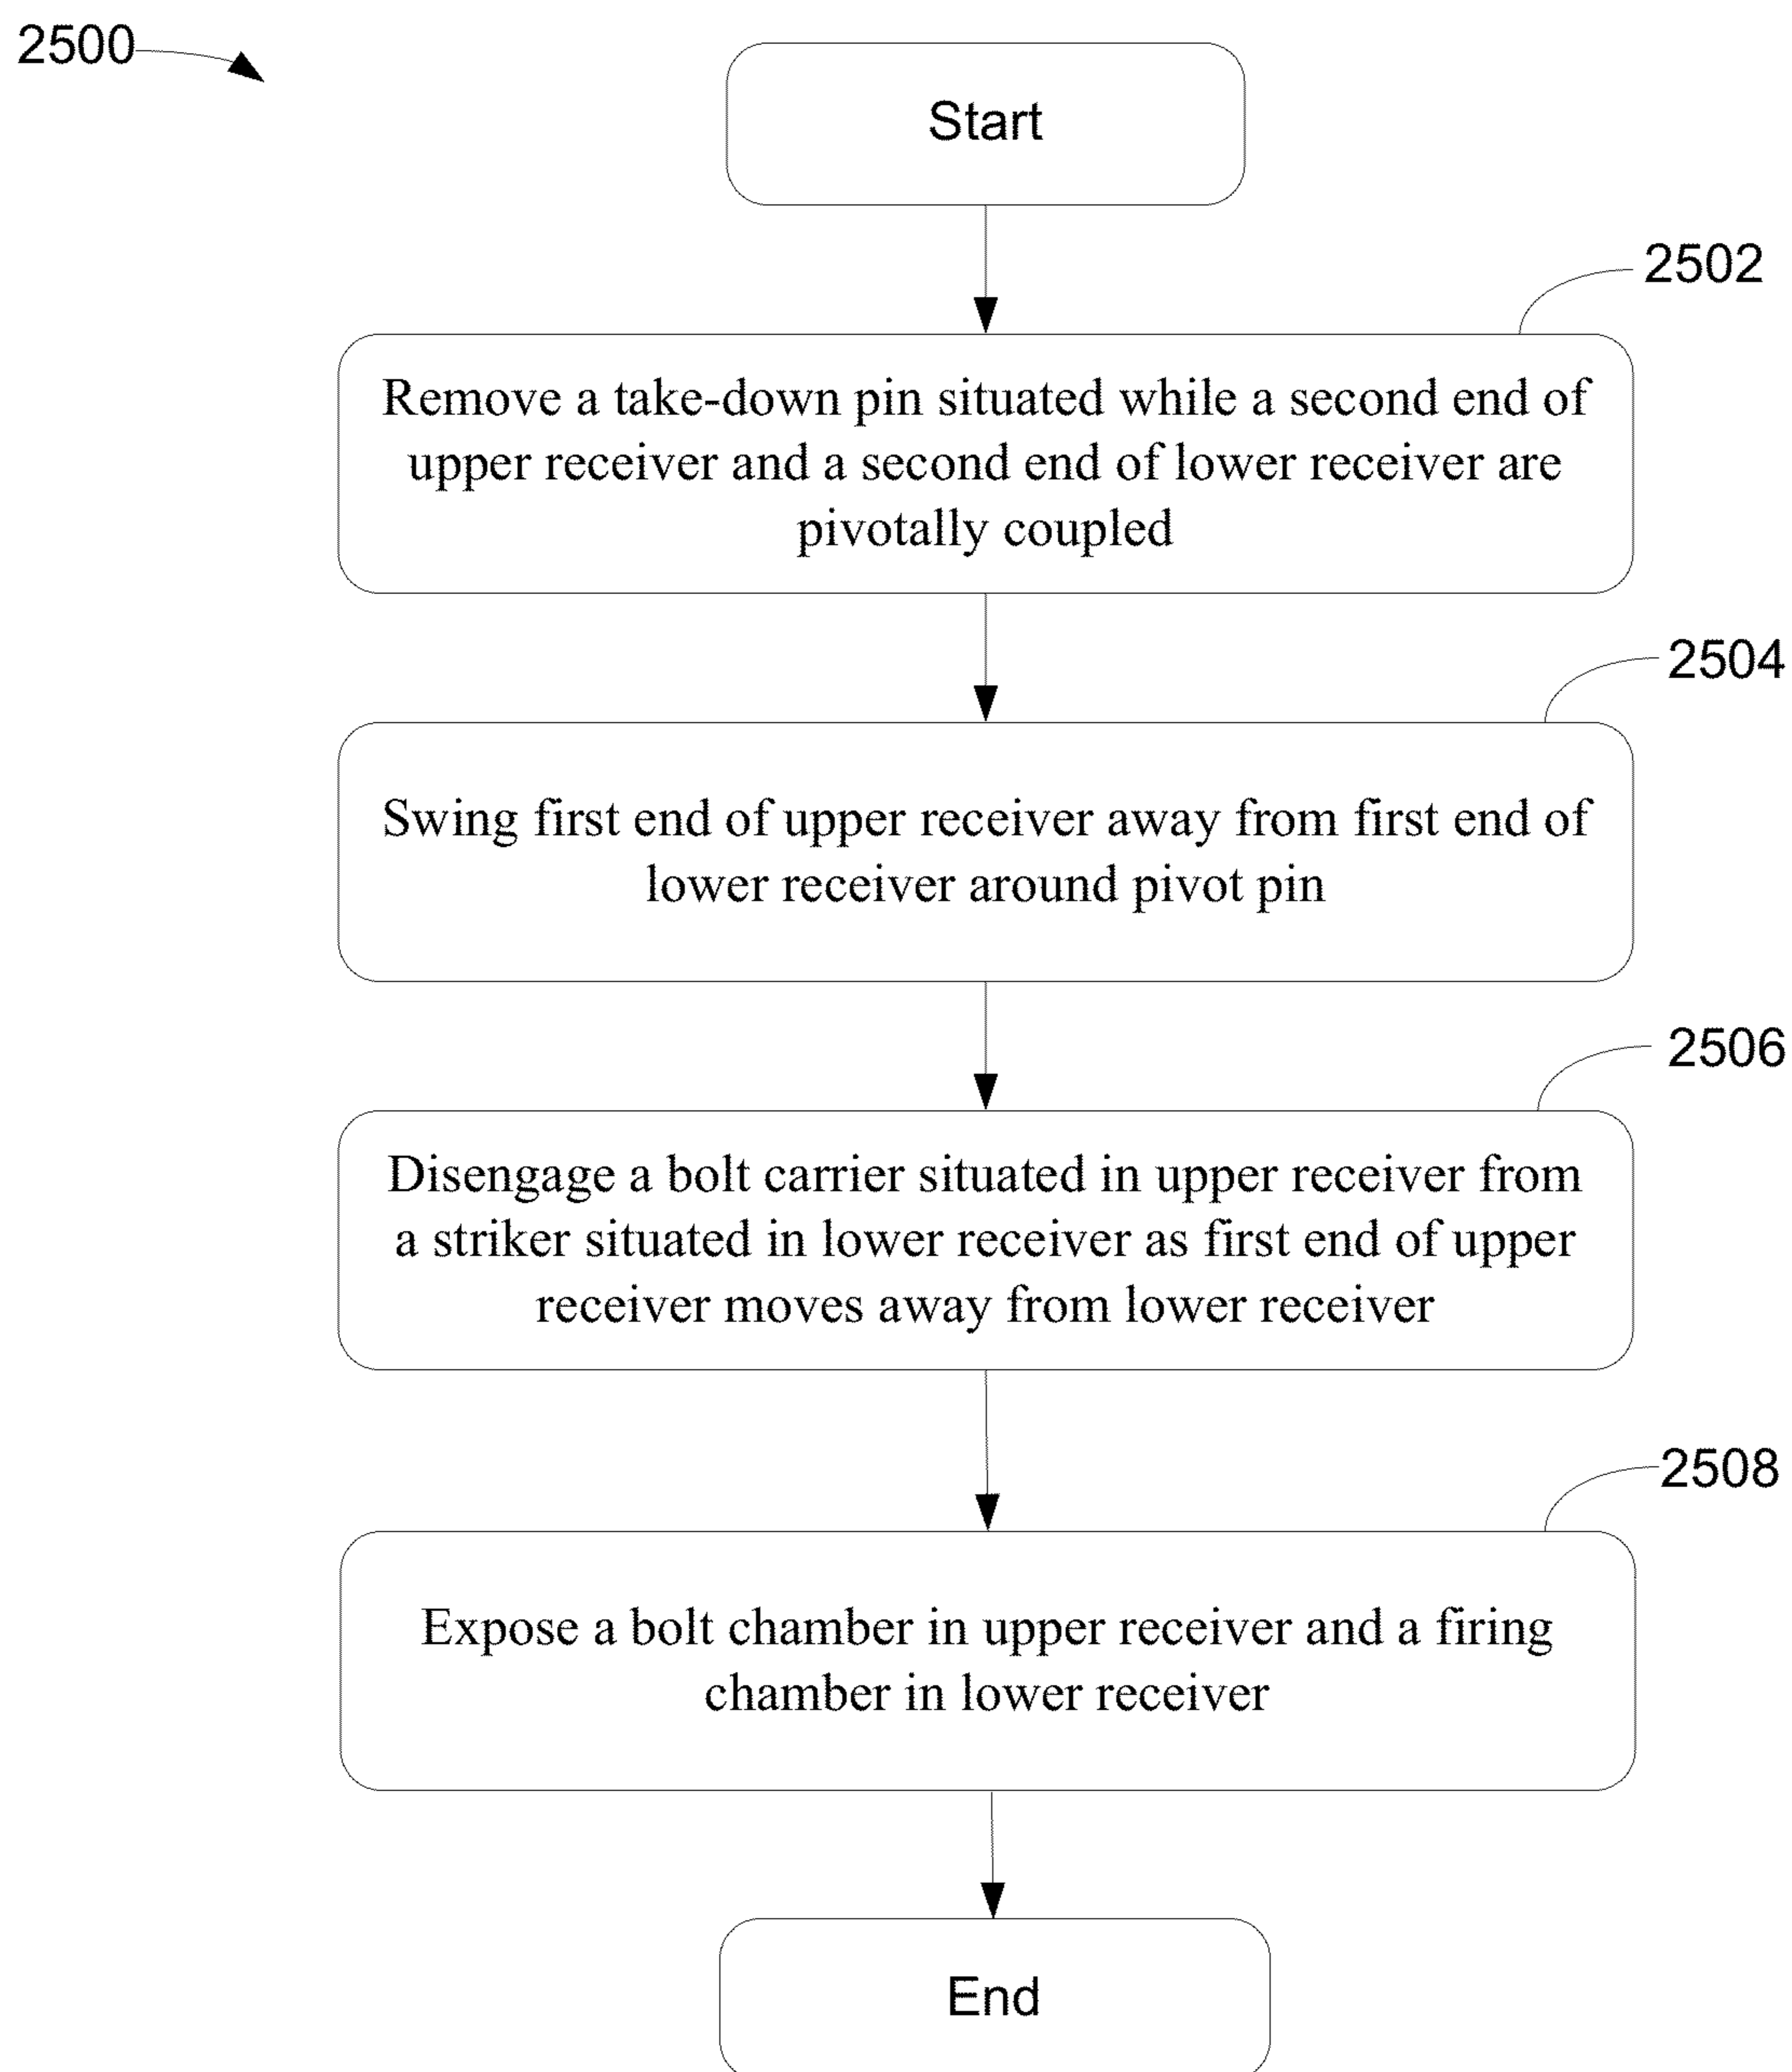 2500
Start
2502
Remove a take-down pin situated while a second end of
upper receiver and a second end of lower receiver are
pivotally coupled
2504
Swing first end of upper receiver away from first end of
lower receiver around pivot pin
2506
Disengage a bolt carrier situated in upper receiver from
a striker situated in lower receiver as first end of upper
receiver moves away from lower receiver
2508
Expose a bolt chamber in upper receiver and a firing
chamber in lower receiver
End